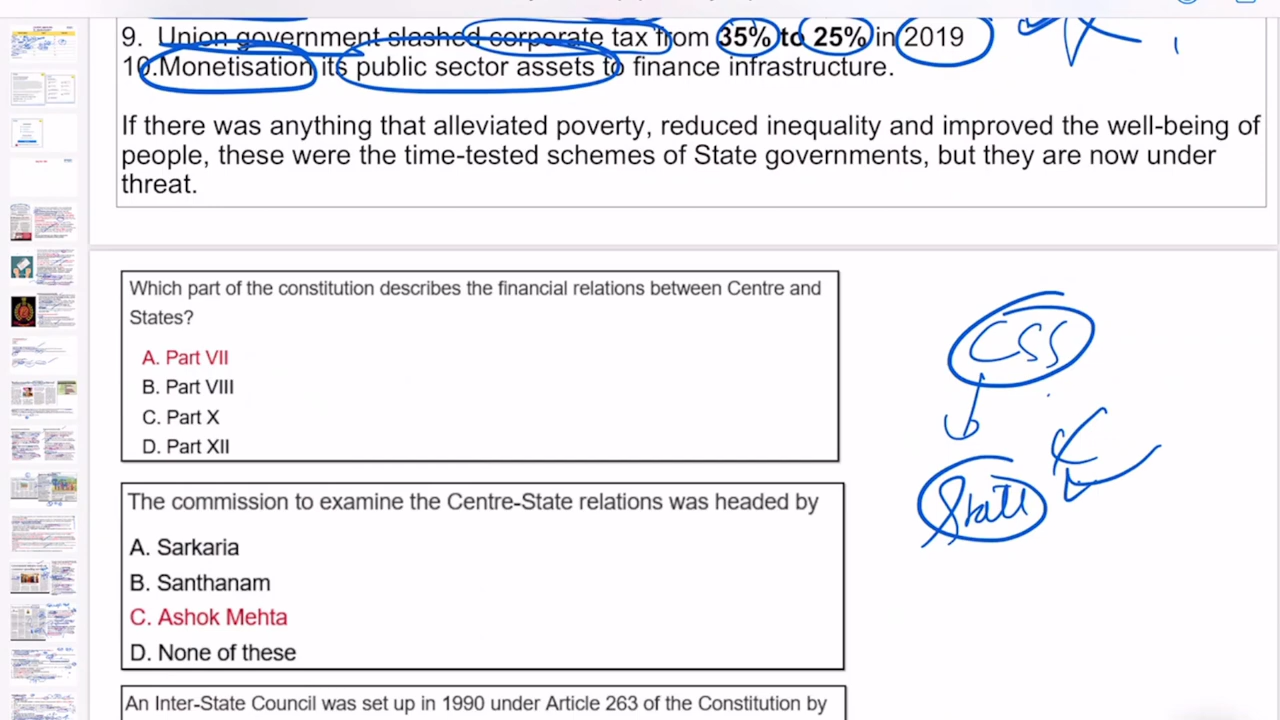 9. Union government slashed corporate tax from 35% to 25% in 2019
10.Monetisation its public sector assets to finance infrastructure.
If there was anything that alleviated poverty, reduced inequality and improved the well-being of
people, these were the time-tested schemes of State governments, but they are now under
threat.
Which part of the constitution describes the financial relations between Centre and
States?
A. Part VII
B. Part VIII
C. Part X
D. Part XII
CSS
State
The commission to examine the Centre-State relations was headed by
A. Sarkaria
B. Santhanam
C. Ashok Mehta
D. None of these
An Inter-State Council was set up in 1990 under Article 263 of the Constitution by